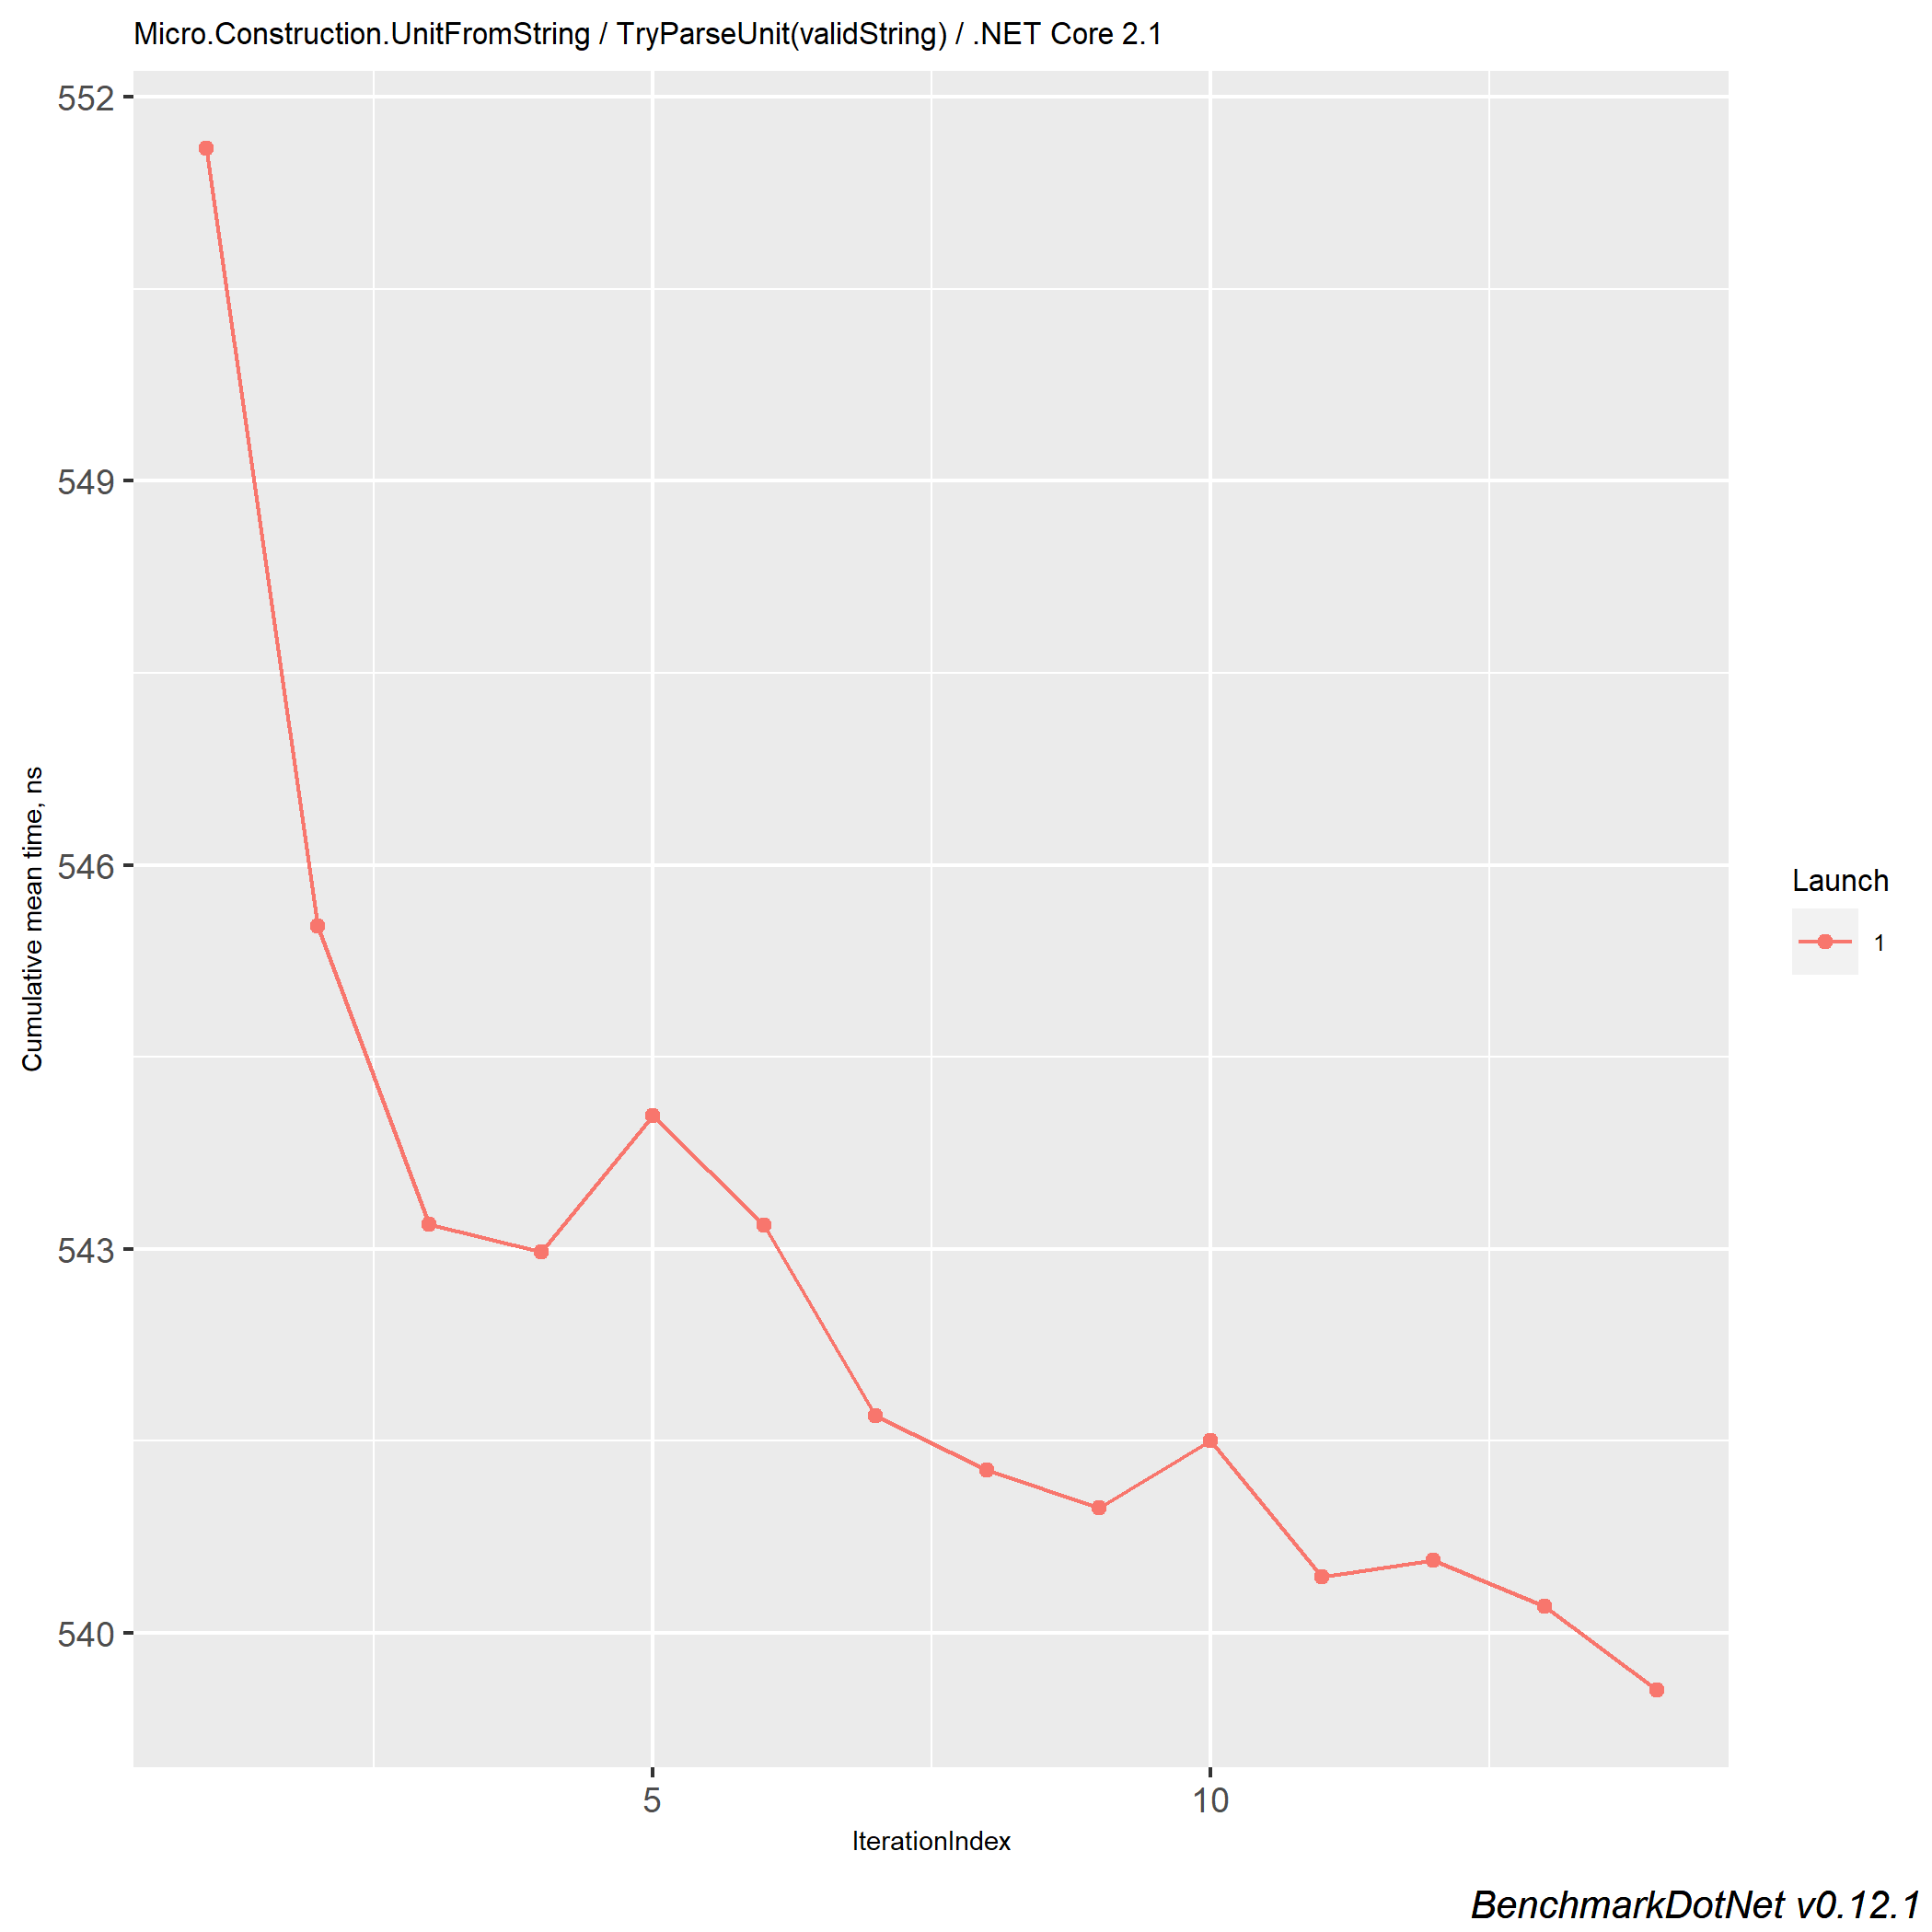 Micro.Construction.UnitFromString / TryParseUnit(validString) / .NET Core 2.1
552
549
546
543
540
Cumulative mean time, ns
5
10
IterationIndex
Launch
1
BenchmarkDotNet v0.12.1